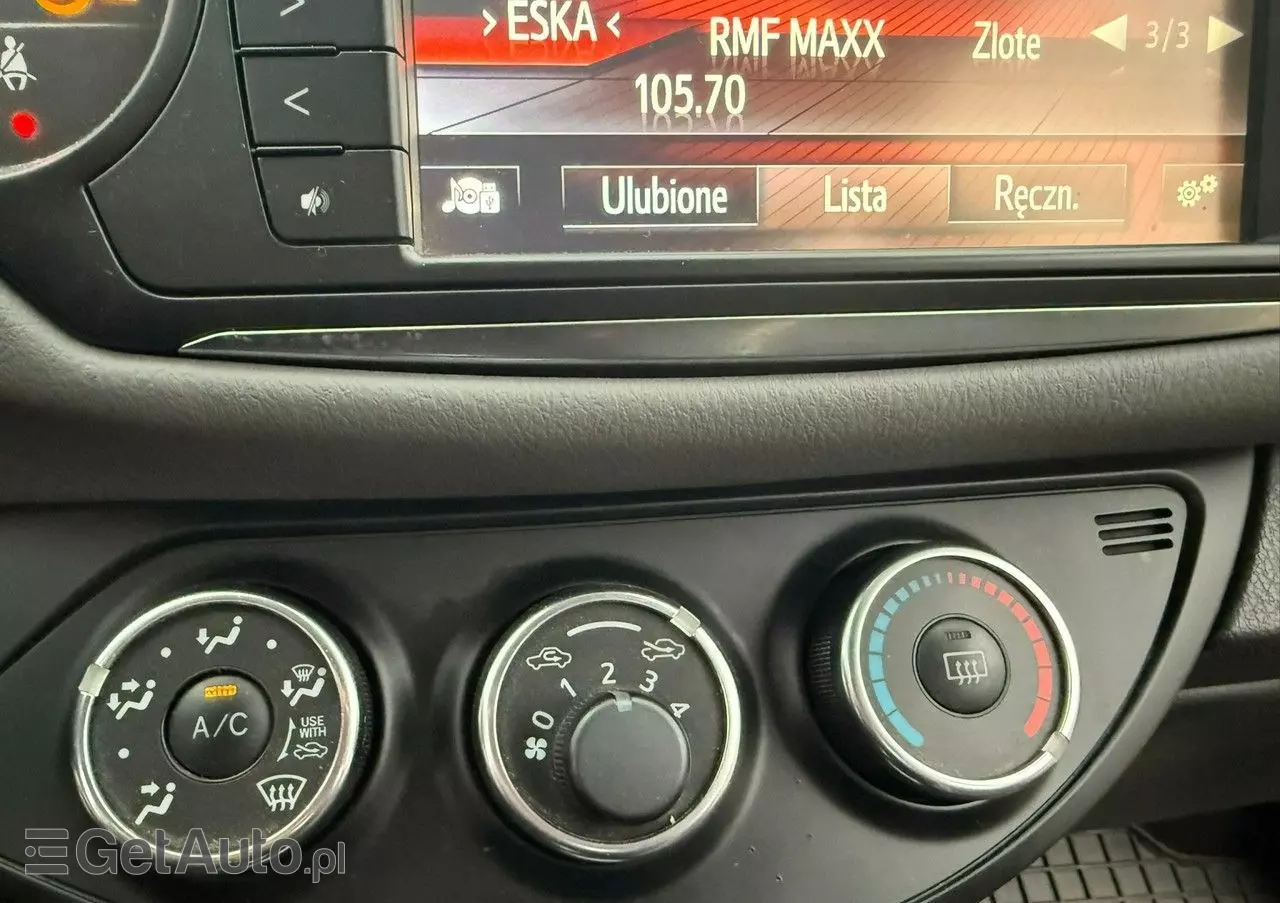 > ESKA <
RMF MAXX
Zlote
3/3
105.70
Ulubione
Lista
Ręczn.
A/C
USE
WITH
0 1 2 3 4
GetAuto.pl